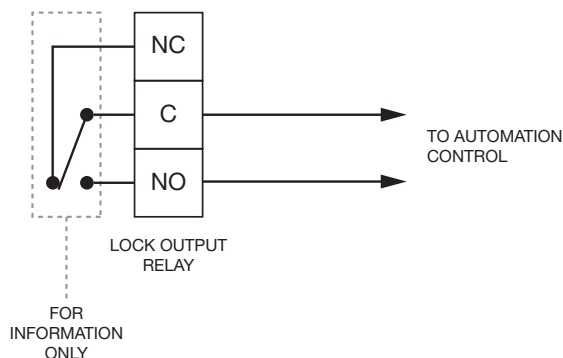 NC
C
NO
TO AUTOMATION
CONTROL
LOCK OUTPUT
RELAY
FOR
INFORMATION
ONLY